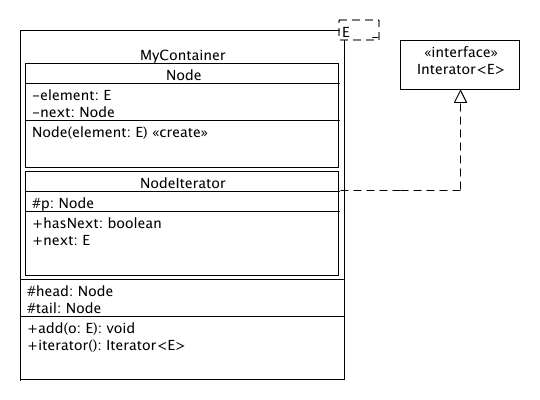 E
MyContainer
Node
-element: E
-next: Node
Node(element: E) «create»
NodeIterator
#p: Node
+hasNext: boolean
+next: E
#head: Node
#tail: Node
+add(o: E): void
+iterator(): Iterator<E>
«interface»
Interator<E>